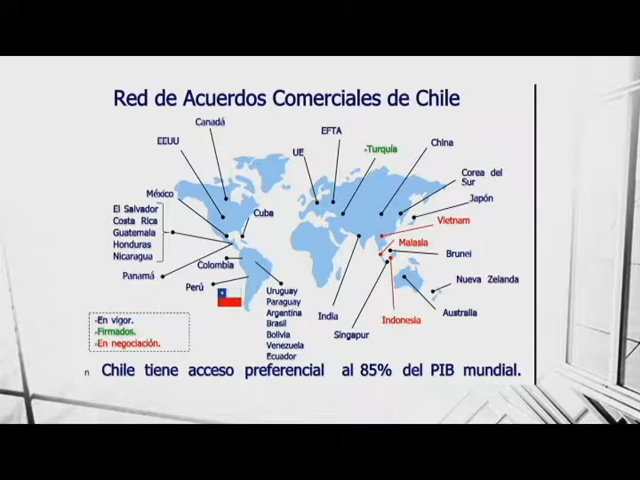 Red de Acuerdos Comerciales de Chile
Canadá
EFTA
EEUU
UE
-Turquía
China
Corea del
Sur
México
Japón
El Salvador
Costa Rica
Guatemala
Honduras
Nicaragua
Cuba
Vietnam
Malasia
Brunei
Panamá
Colombia
Perú
Nueva Zelanda
Uruguay
Paraguay
Argentina
Brasil
Bolivia
Venezuela
Ecuador
India
Singapur
Indonesia
Australia
-En vigor.
-Firmados.
-En negociación.
n Chile tiene acceso preferencial al 85% del PIB mundial.